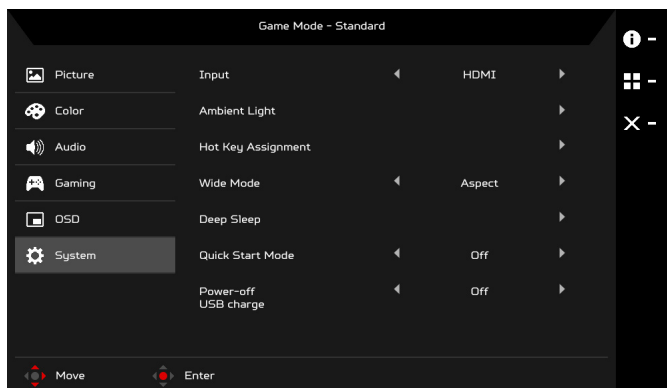 Game Mode - Standard
Picture
Input HDMI
Color
Ambient Light
Audio
Hot Key Assignment
Gaming
Wide Mode Aspect
OSD
Deep Sleep
System
Quick Start Mode Off
Power-off Off
USB charge
Move Enter